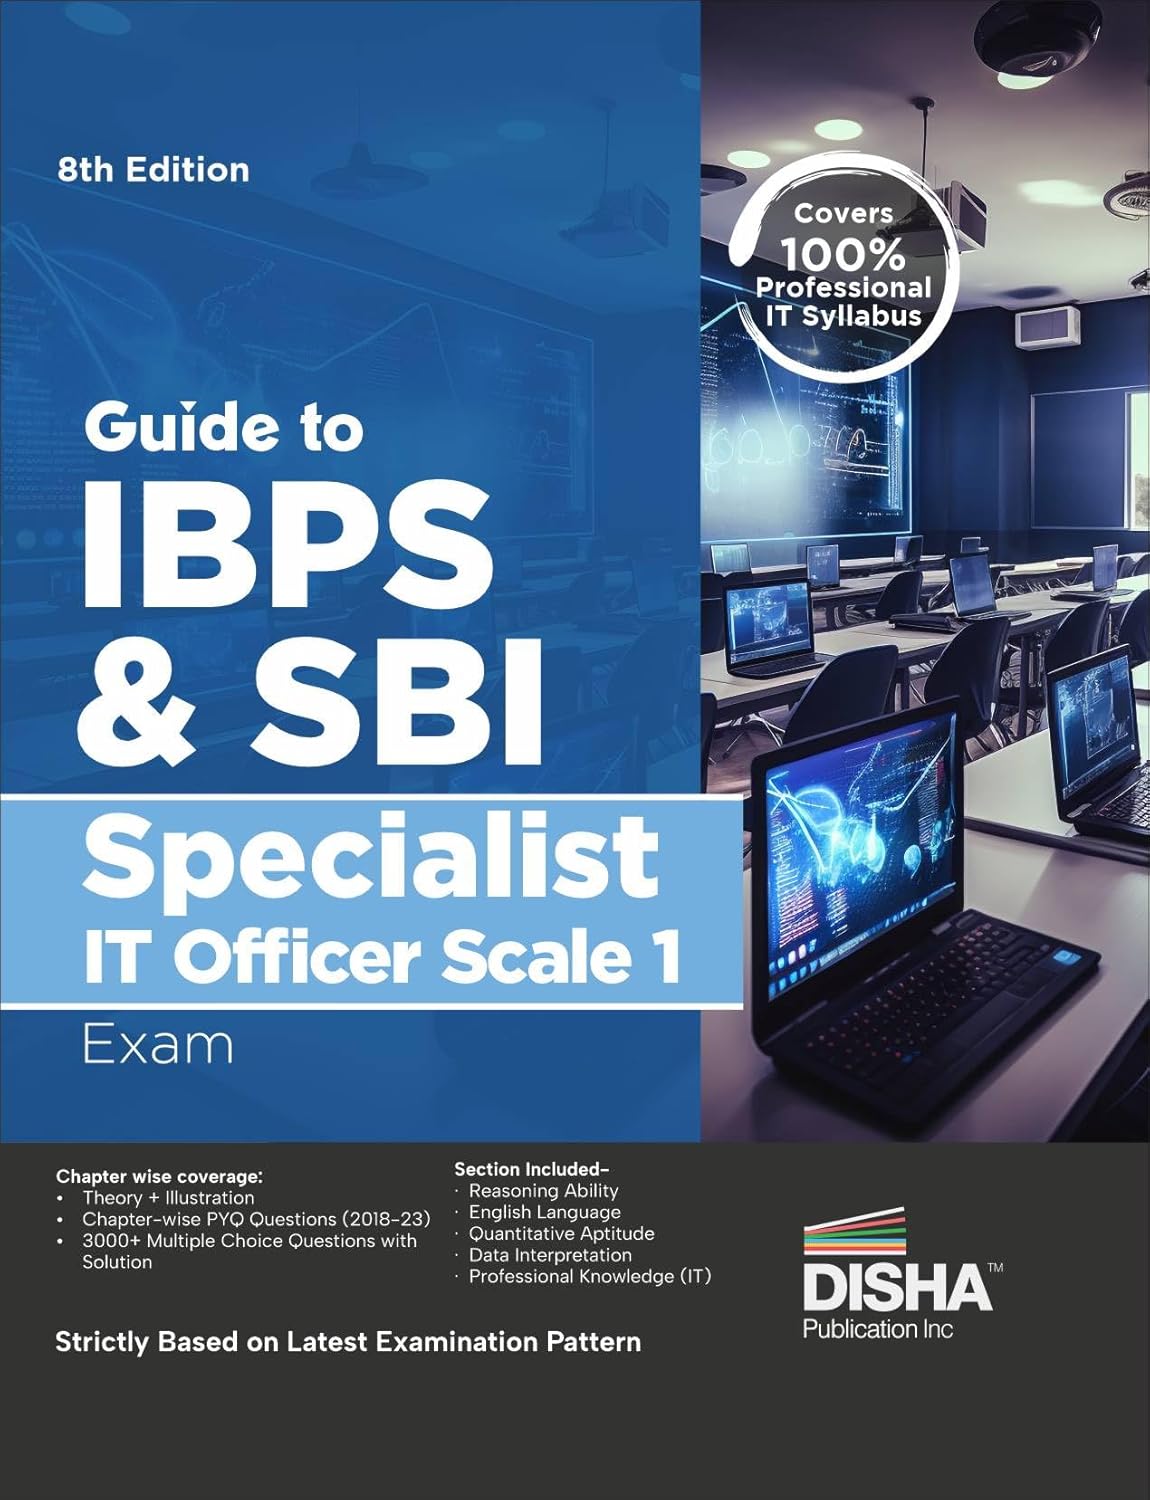 8th Edition
Covers
100%
Professional
IT Syllabus
Guide to
IBPS
& SBI
Specialist
IT Officer Scale 1
Exam
Chapter wise coverage:
• Theory + Illustration
• Chapter-wise PYQ Questions (2018-23)
• 3000+ Multiple Choice Questions with
Solution
Section Included-
· Reasoning Ability
· English Language
· Quantitative Aptitude
· Data Interpretation
· Professional Knowledge (IT)
Strictly Based on Latest Examination Pattern
DISHA™
Publication Inc